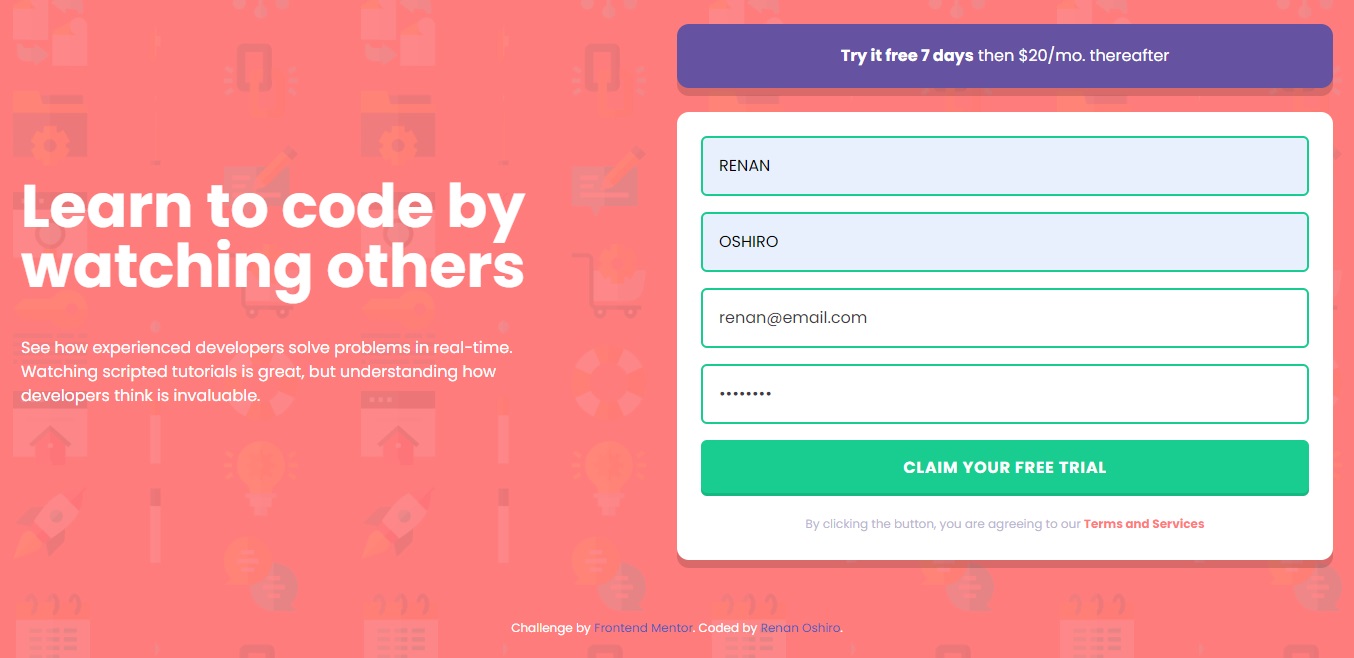 Learn to code by
watching others
See how experienced developers solve problems in real-time.
Watching scripted tutorials is great, but understanding how
developers think is invaluable.
Try it free 7 days then $20/mo. thereafter
RENAN
OSHIRO
renan@email.com
••••••••
CLAIM YOUR FREE TRIAL
By clicking the button, you are agreeing to our Terms and Services
Challenge by Frontend Mentor. Coded by Renan Oshiro.